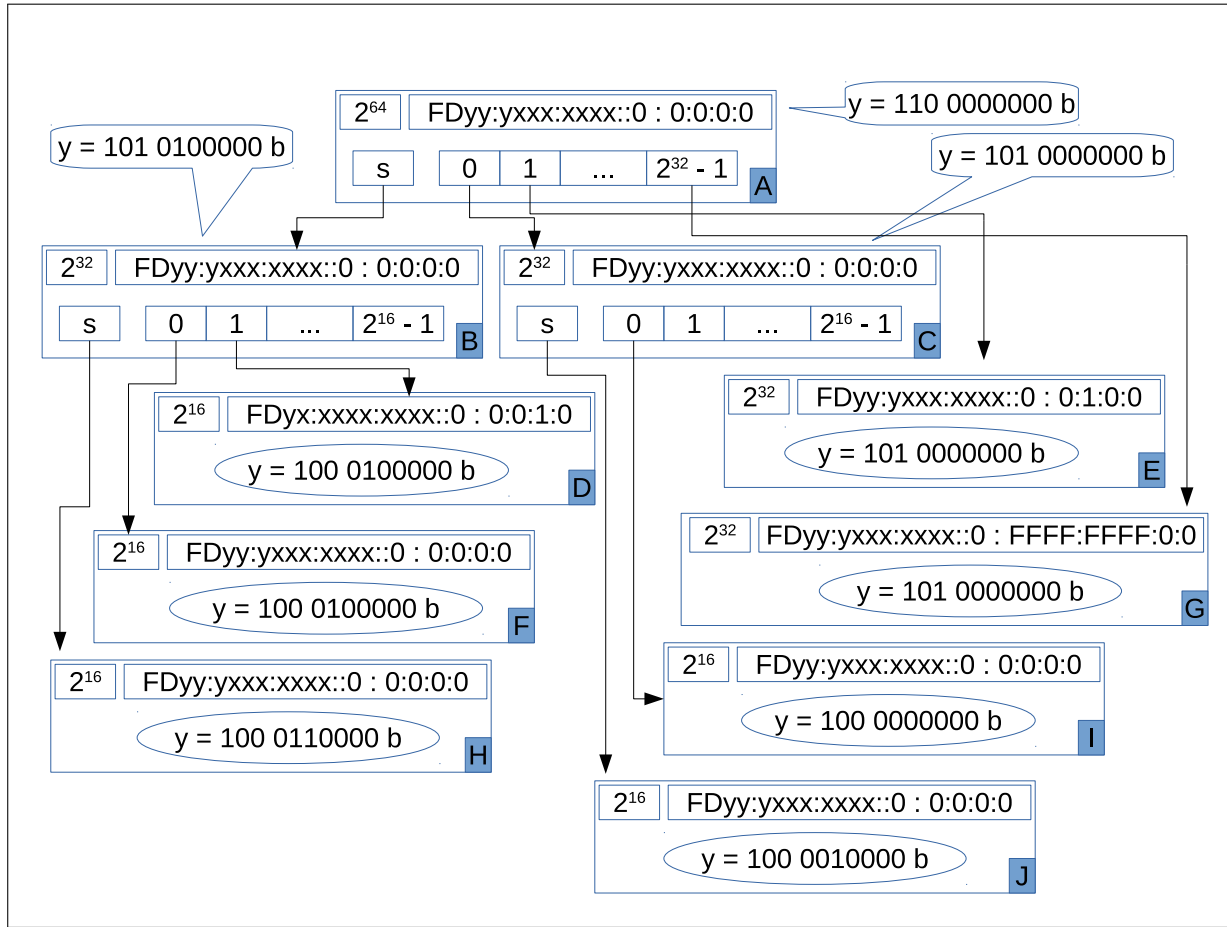 2^64 FDyy:yxxx:xxxx::0 : 0:0:0:0
y = 110 0000000 b
y = 101 0100000 b
y = 101 0000000 b
s 0 1 ... 2^32 - 1
A
2^32 FDyy:yxxx:xxxx::0 : 0:0:0:0
s 0 1 ... 2^16 - 1
B
2^32 FDyy:yxxx:xxxx::0 : 0:0:0:0
s 0 1 ... 2^16 - 1
C
2^16 FDyx:xxxx:xxxx::0 : 0:0:1:0
y = 100 0100000 b
D
2^32 FDyy:yxxx:xxxx::0 : 0:1:0:0
y = 101 0000000 b
E
2^16 FDyy:yxxx:xxxx::0 : 0:0:0:0
y = 100 0100000 b
F
2^32 FDyy:yxxx:xxxx::0 : FFFF:FFFF:0:0
y = 101 0000000 b
G
2^16 FDyy:yxxx:xxxx::0 : 0:0:0:0
y = 100 0110000 b
H
2^16 FDyy:yxxx:xxxx::0 : 0:0:0:0
y = 100 0000000 b
I
2^16 FDyy:yxxx:xxxx::0 : 0:0:0:0
y = 100 0010000 b
J